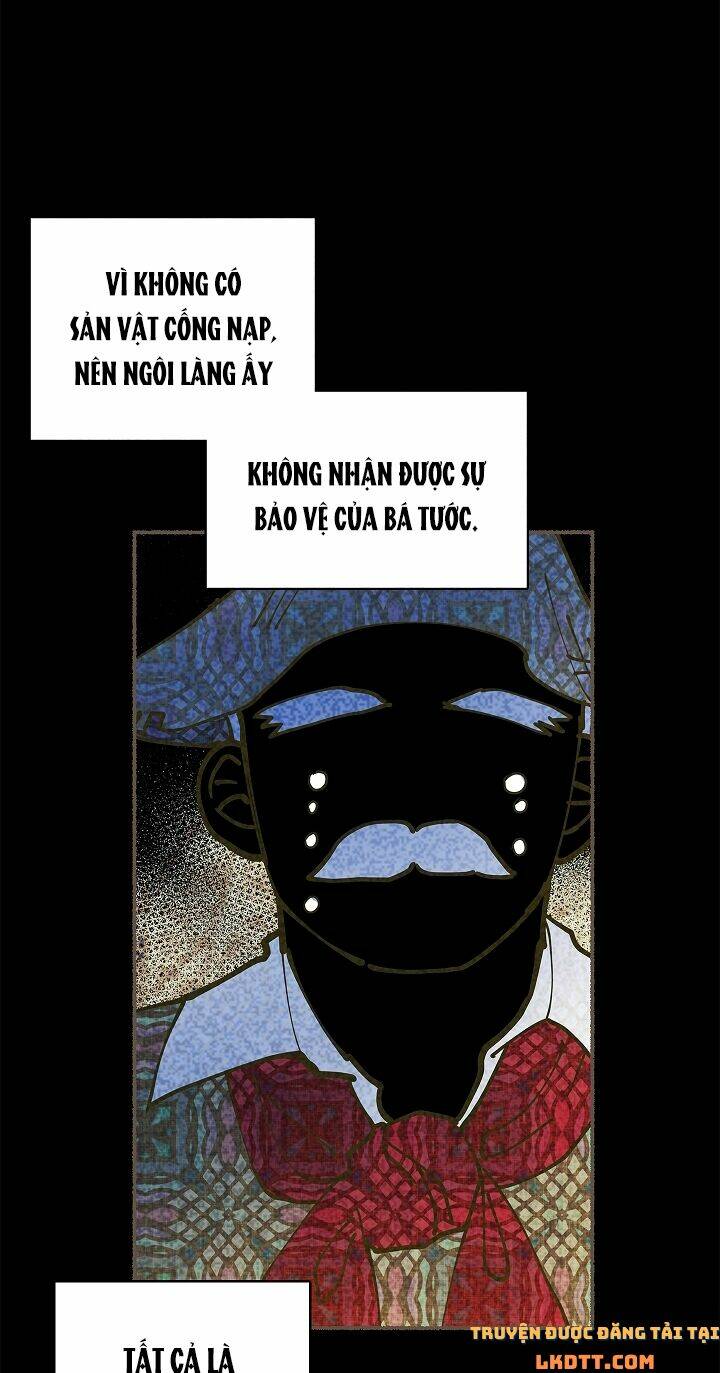 VÌ KHÔNG CÓ
SẢN VẬT CỐNG NẠP,
NÊN NGÔI LÀNG ẤY
KHÔNG NHẬN ĐƯỢC SỰ
BẢO VỆ CỦA BÁ TƯỚC.
TẤT CẢ LÀ
TRUYỆN ĐƯỢC ĐĂNG TẢI TẠI
LKDTT.COM